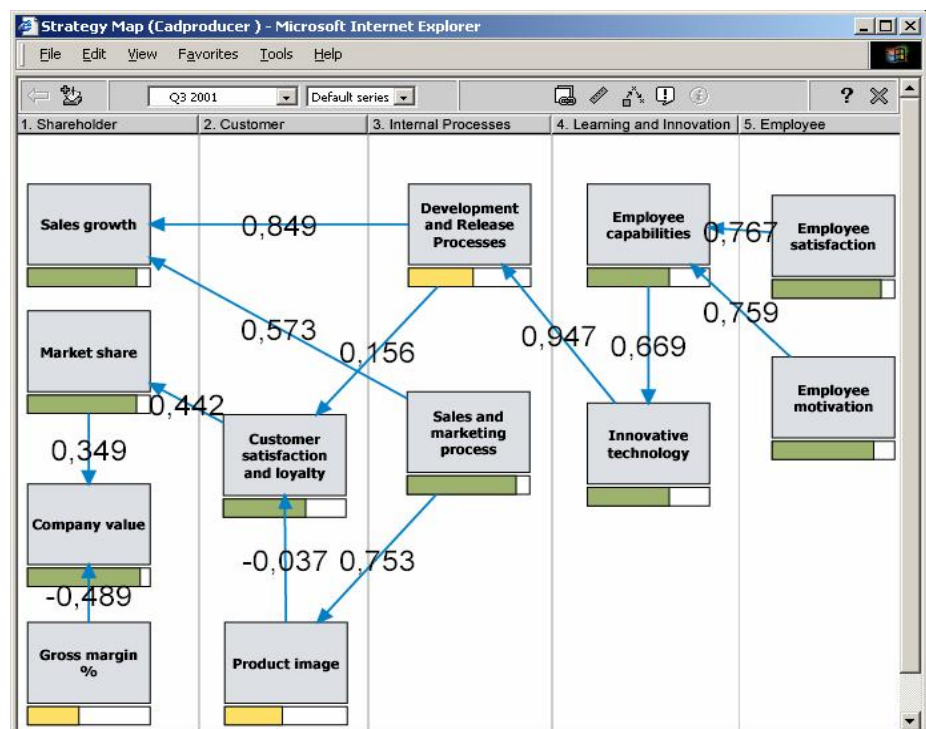 Strategy Map (Cadproducer ) - Microsoft Internet Explorer
File Edit View Favorites Tools Help
Q3 2001 Default series
1. Shareholder 2. Customer 3. Internal Processes 4. Learning and Innovation 5. Employee
Sales growth
0,849
Development
and Release
Processes
Employee
capabilities
0,767
Employee
satisfaction
Market share
0,573
0,156
0,947
0,669
0,759
0,442
Customer
satisfaction
and loyalty
Sales and
marketing
process
Innovative
technology
Employee
motivation
0,349
Company value
-0,037
0,753
-0,489
Gross margin
%
Product image